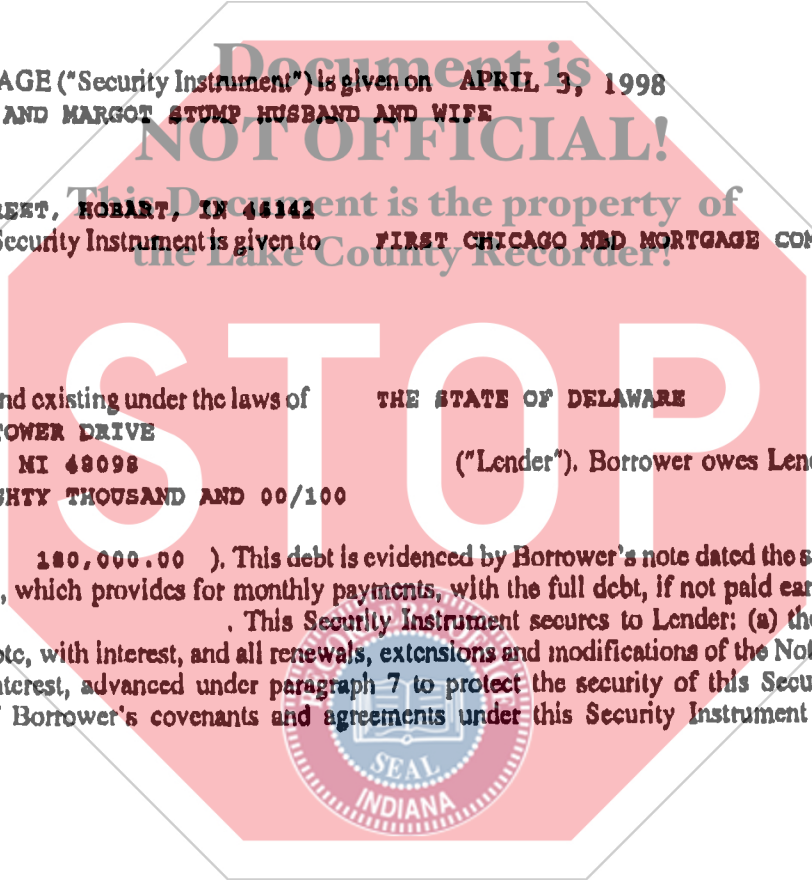 Document is
AGE ("Security Instrument") is given on APRIL 3, 1998
AND MARGOT STUMP HUSBAND AND WIFE
NOT OFFICIAL!
This Document is the property of
REET, HOBART, IN 46342
Security Instrument is given to FIRST CHICAGO NBD MORTGAGE COM
the Lake County Recorder!
STOP
nd existing under the laws of THE STATE OF DELAWARE
TOWER DRIVE
MI 48098 ("Lender"). Borrower owes Lend
GHTY THOUSAND AND 00/100
180,000.00 ). This debt is evidenced by Borrower's note dated the s
, which provides for monthly payments, with the full debt, if not paid ear
. This Security Instrument secures to Lender: (a) the
ote, with interest, and all renewals, extensions and modifications of the Not
nterest, advanced under paragraph 7 to protect the security of this Secu
Borrower's covenants and agreements under this Security Instrument
RECORDER'S OFFICE
SEAL
INDIANA